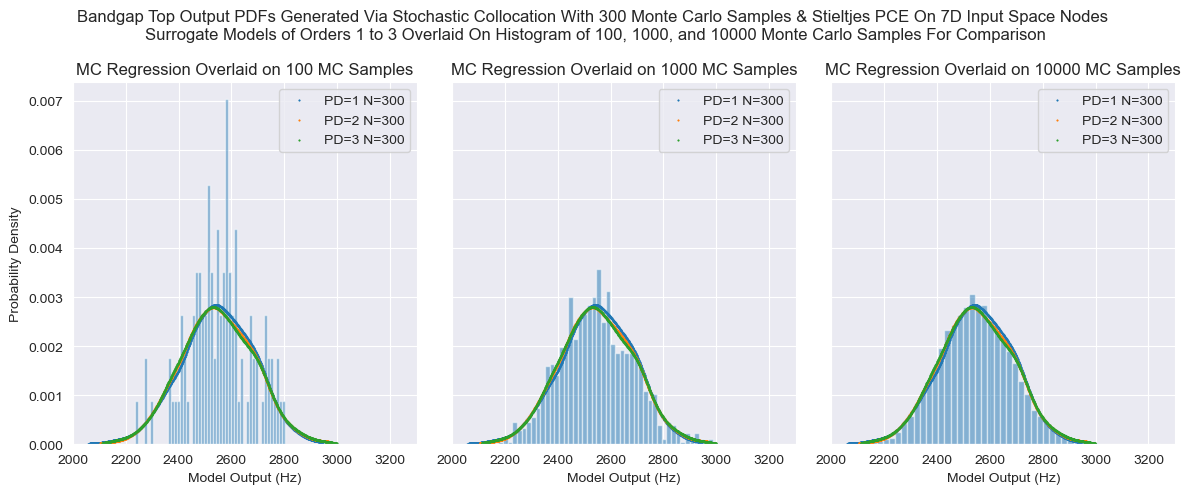 Bandgap Top Output PDFs Generated Via Stochastic Collocation With 300 Monte Carlo Samples & Stieltjes PCE On 7D Input Space Nodes
Surrogate Models of Orders 1 to 3 Overlaid On Histogram of 100, 1000, and 10000 Monte Carlo Samples For Comparison
MC Regression Overlaid on 100 MC Samples
PD=1 N=300
PD=2 N=300
PD=3 N=300
0.007
0.006
0.005
0.004
0.003
0.002
0.001
0.000
Probability Density
2000 2200 2400 2600 2800 3000 3200
Model Output (Hz)
MC Regression Overlaid on 1000 MC Samples
PD=1 N=300
PD=2 N=300
PD=3 N=300
2000 2200 2400 2600 2800 3000 3200
Model Output (Hz)
MC Regression Overlaid on 10000 MC Samples
PD=1 N=300
PD=2 N=300
PD=3 N=300
2000 2200 2400 2600 2800 3000 3200
Model Output (Hz)